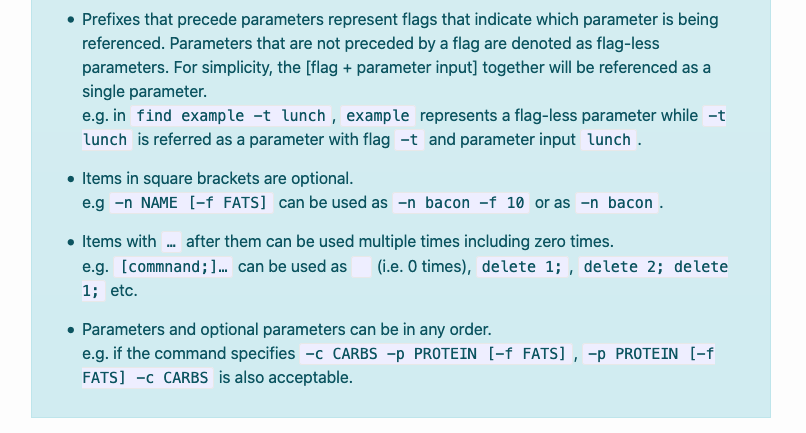 • Prefixes that precede parameters represent flags that indicate which parameter is being
referenced. Parameters that are not preceded by a flag are denoted as flag-less
parameters. For simplicity, the [flag + parameter input] together will be referenced as a
single parameter.
e.g. in find example -t lunch , example represents a flag-less parameter while -t
lunch is referred as a parameter with flag -t and parameter input lunch .
• Items in square brackets are optional.
e.g -n NAME [-f FATS] can be used as -n bacon -f 10 or as -n bacon .
• Items with … after them can be used multiple times including zero times.
e.g. [commnand;]… can be used as (i.e. 0 times), delete 1; , delete 2; delete
1; etc.
• Parameters and optional parameters can be in any order.
e.g. if the command specifies -c CARBS -p PROTEIN [-f FATS] , -p PROTEIN [-f
FATS] -c CARBS is also acceptable.